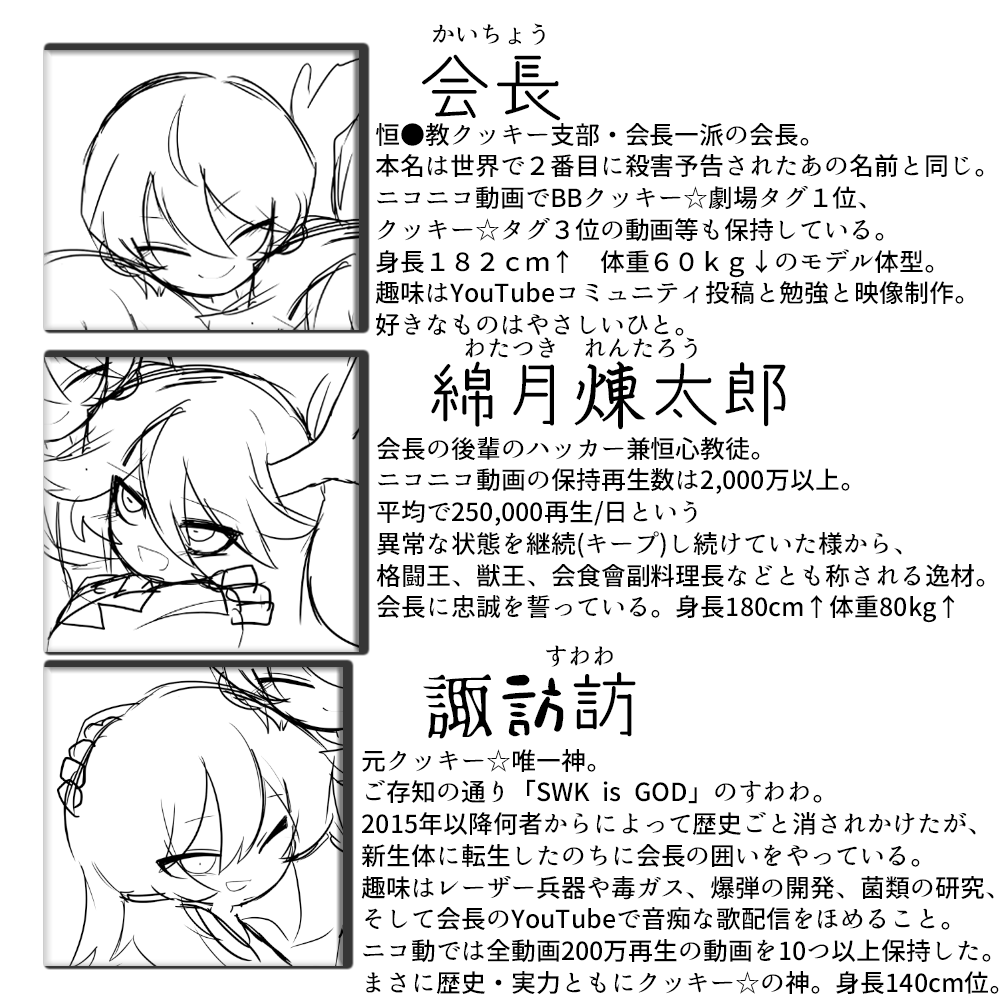 かいちょう
会長
恒●教クッキー支部・会長一派の会長。
本名は世界で２番目に殺害予告されたあの名前と同じ。
ニコニコ動画でBBクッキー☆劇場タグ１位、
クッキー☆タグ３位の動画等も保持している。
身長１８２ｃｍ↑　体重６０ｋｇ↓のモデル体型。
趣味はYouTubeコミュニティ投稿と勉強と映像制作。
好きなものはやさしいひと。
わたつき　れんたろう
綿月煉太郎
会長の後輩のハッカー兼恒心教徒。
ニコニコ動画の保持再生数は2,000万以上。
平均で250,000再生/日という
異常な状態を継続(キープ)し続けていた様から、
格闘王、獣王、会食會副料理長などとも称される逸材。
会長に忠誠を誓っている。身長180cm↑体重80kg↑
すわわ
諏訪訪
元クッキー☆唯一神。
ご存知の通り「SWK is GOD」のすわわ。
2015年以降何者からによって歴史ごと消されかけたが、
新生体に転生したのちに会長の囲いをやっている。
趣味はレーザー兵器や毒ガス、爆弾の開発、菌類の研究、
そして会長のYouTubeで音痴な歌配信をほめること。
ニコ動では全動画200万再生の動画を10つ以上保持した。
まさに歴史・実力ともにクッキー☆の神。身長140cm位。